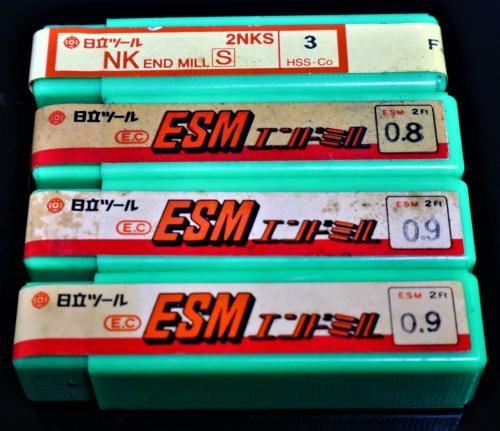 日立ツール 2NKS 3 F
NK END MILL S HSS-Co
日立ツール ESM 2Ft
E.C ESM エンドミル 0.8
日立ツール ESM 2Ft
E.C ESM エンドミル 0.9
日立ツール ESM 2Ft
E.C ESM エンドミル 0.9